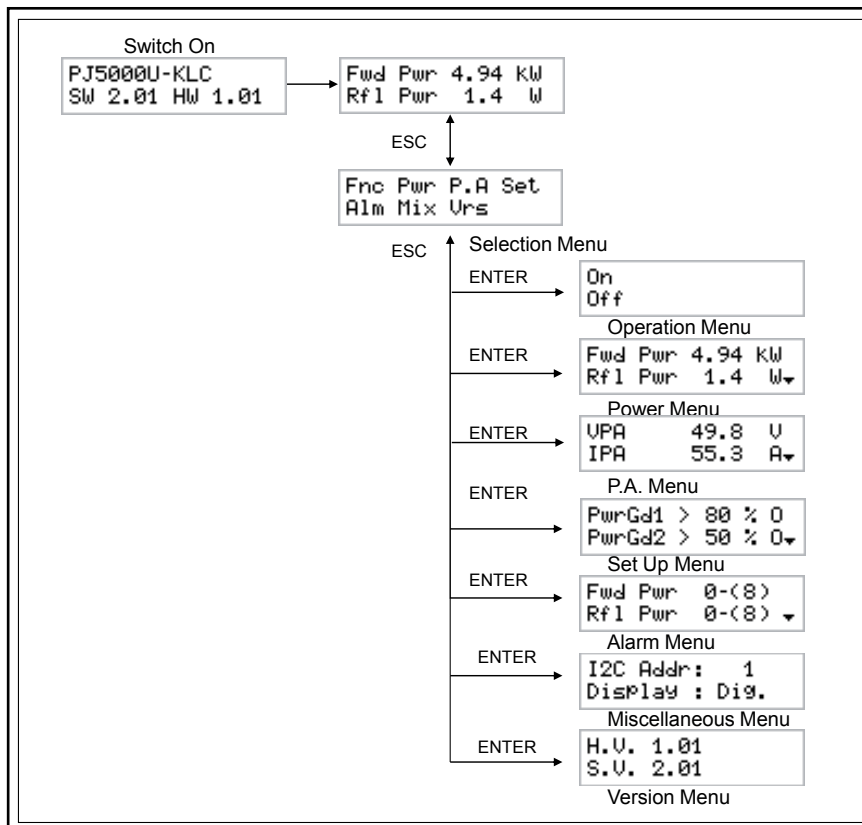 Switch On
PJ5000U-KLC
SW 2.01 HW 1.01
Fwd Pwr 4.94 kW
Rfl Pwr 1.4 W
ESC
Fnc Pwr P.A Set
Alm Mix Vrs
ESC
Selection Menu
ENTER
On
Off
Operation Menu
ENTER
Fwd Pwr 4.94 kW
Rfl Pwr 1.4 W
Power Menu
ENTER
VPA 49.8 V
IPA 55.3 A
P.A. Menu
ENTER
PwrGd1 > 80 % O
PwrGd2 > 50 % O
Set Up Menu
ENTER
Fwd Pwr 0-(8)
Rfl Pwr 0-(8)
Alarm Menu
ENTER
I2C Addr: 1
Display : Dig.
Miscellaneous Menu
ENTER
H.V. 1.01
S.V. 2.01
Version Menu